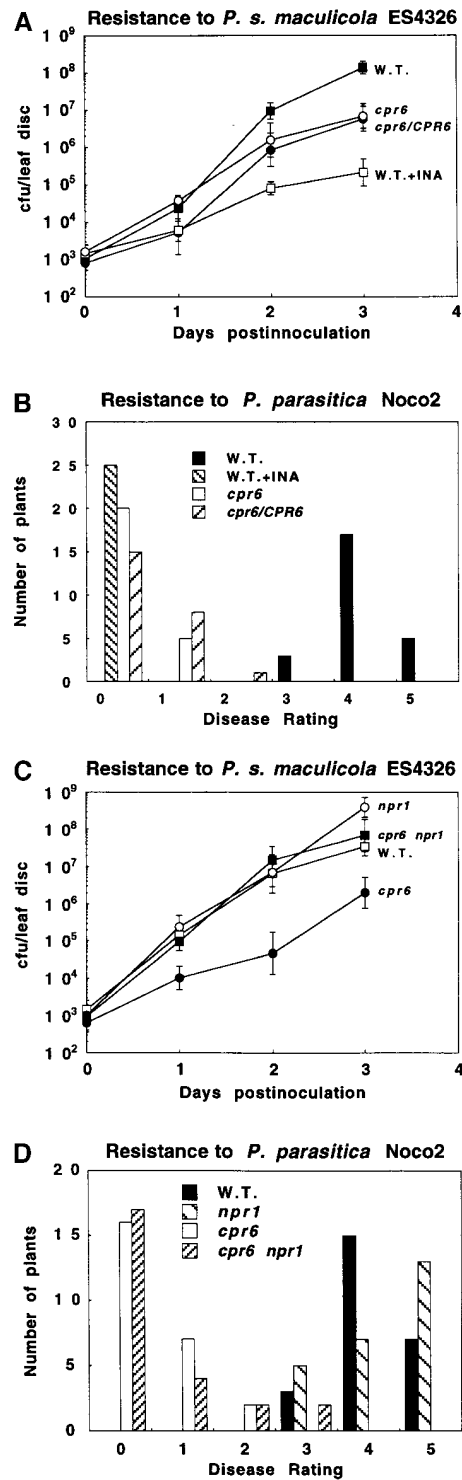 A Resistance to P. s. maculicola ES4326
1 0⁹
1 0⁸
1 0⁷
1 0⁶
1 0⁵
1 0⁴
1 0³
1 0²
cfu/leaf disc
W.T.
cpr6
cpr6/CPR6
W.T.+INA
0 1 2 3 4
Days postinnoculation
B Resistance to P. parasitica Noco2
3 0
2 5
2 0
1 5
1 0
5
0
Number of plants
W.T.
W.T.+INA
cpr6
cpr6/CPR6
0 1 2 3 4 5
Disease Rating
C Resistance to P. s. maculicola ES4326
1 0⁹
1 0⁸
1 0⁷
1 0⁶
1 0⁵
1 0⁴
1 0³
1 0²
cfu/leaf disc
npr1
cpr6 npr1
W.T.
cpr6
0 1 2 3 4
Days postinoculation
D Resistance to P. parasitica Noco2
2 0
1 5
1 0
5
0
Number of plants
W.T.
npr1
cpr6
cpr6 npr1
0 1 2 3 4 5
Disease Rating